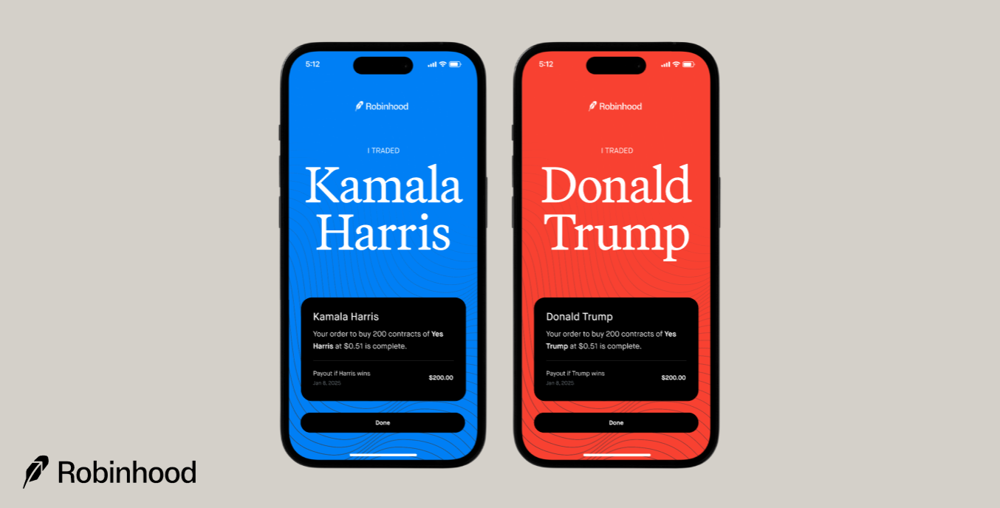 5:12
Robinhood
I TRADED
Kamala
Harris
Kamala Harris
Your order to buy 200 contracts of Yes
Harris at $0.51 is complete.
Payout if Harris wins
Jan 8, 2025
$200.00
Done
5:12
Robinhood
I TRADED
Donald
Trump
Donald Trump
Your order to buy 200 contracts of Yes
Trump at $0.51 is complete.
Payout if Trump wins
Jan 8, 2025
$200.00
Done
Robinhood